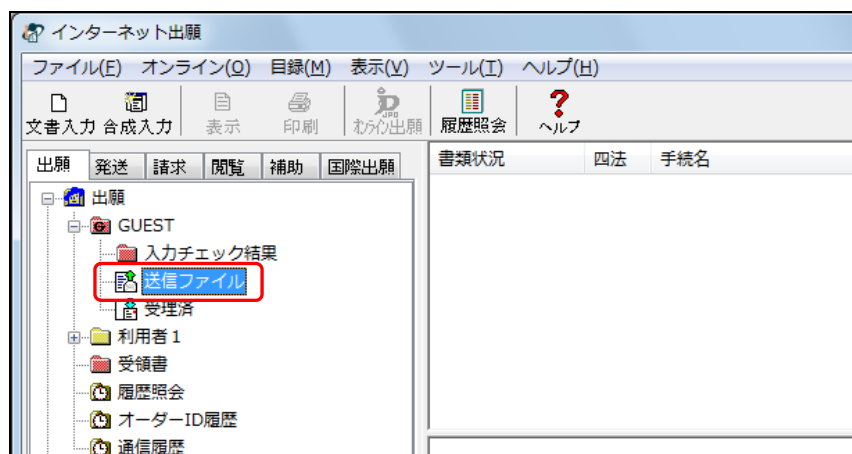 インターネット出願
ファイル(F) オンライン(O) 目録(M) 表示(V) ツール(T) ヘルプ(H)
文書入力 合成入力 表示 印刷 オンライン出願 履歴照会 ヘルプ
出願 発送 請求 閲覧 補助 国際出願
書類状況 四法 手続名
出願
GUEST
入力チェック結果
送信ファイル
受理済
利用者1
受領書
履歴照会
オーダーID履歴
通信履歴